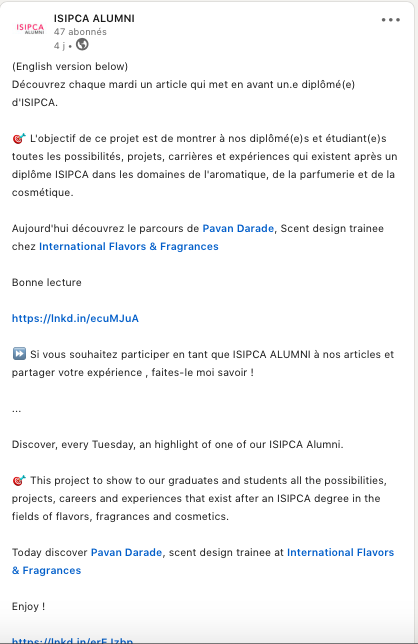 ISIPCA ALUMNI
ISIPCA
ALUMNI
47 abonnés
4 j •
(English version below)
Découvrez chaque mardi un article qui met en avant un.e diplômé(e)
d'ISIPCA.
🎯 L'objectif de ce projet est de montrer à nos diplômé(e)s et étudiant(e)s
toutes les possibilités, projets, carrières et expériences qui existent après un
diplôme ISIPCA dans les domaines de l'aromatique, de la parfumerie et de la
cosmétique.
Aujourd'hui découvrez le parcours de Pavan Darade, Scent design trainee
chez International Flavors & Fragrances
Bonne lecture
https://lnkd.in/ecuMJuA
⏩ Si vous souhaitez participer en tant que ISIPCA ALUMNI à nos articles et
partager votre expérience , faites-le moi savoir !
...
Discover, every Tuesday, an highlight of one of our ISIPCA Alumni.
🎯 This project to show to our graduates and students all the possibilities,
projects, careers and experiences that exist after an ISIPCA degree in the
fields of flavors, fragrances and cosmetics.
Today discover Pavan Darade, scent design trainee at International Flavors
& Fragrances
Enjoy !